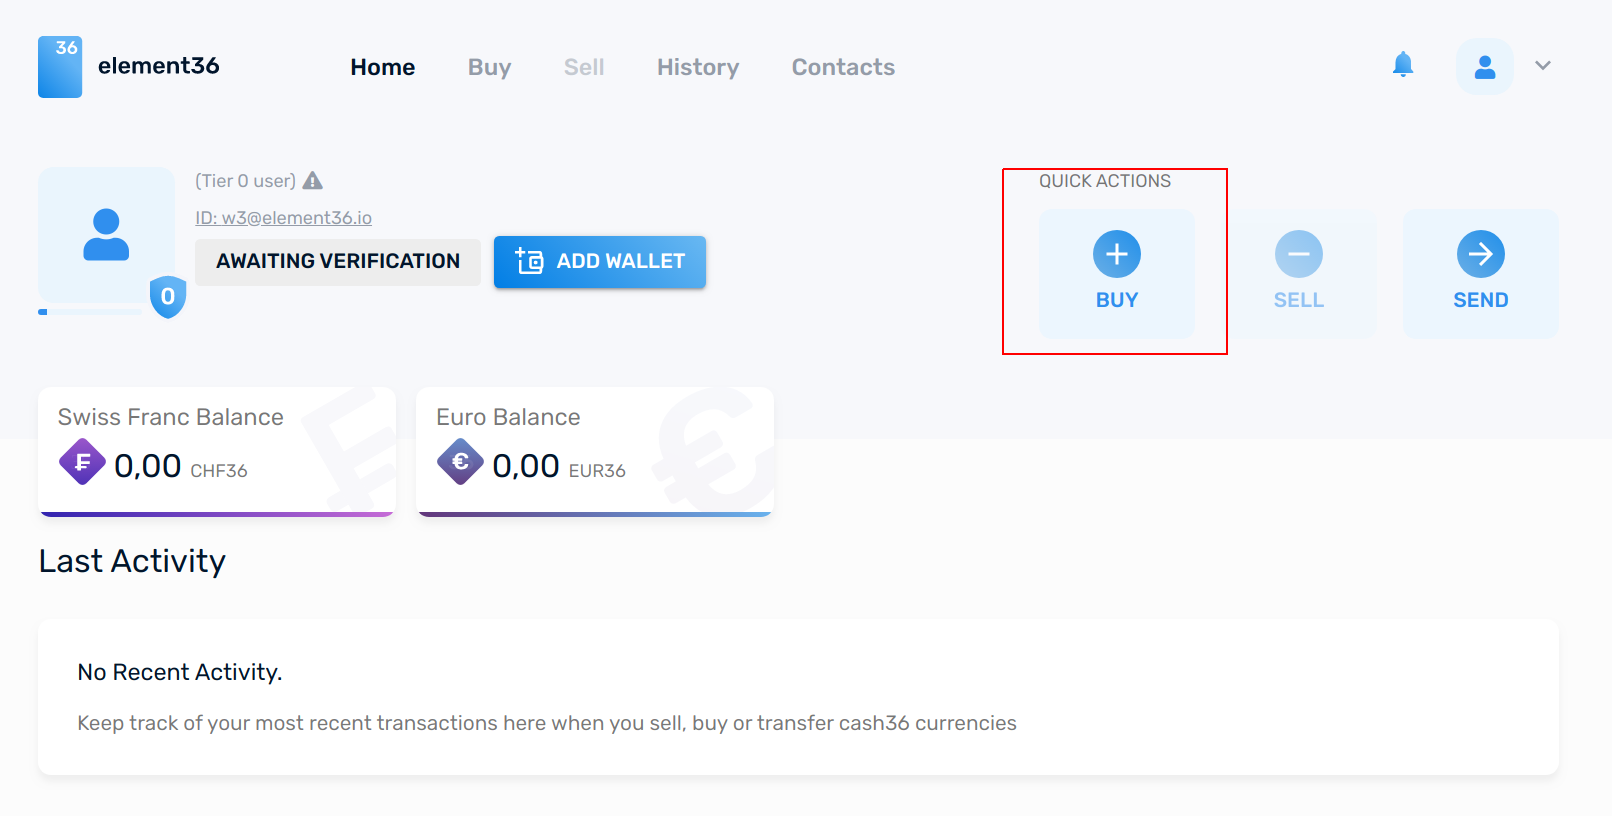 36
element36
Home Buy Sell History Contacts
(Tier 0 user)
ID: w3@element36.io
AWAITING VERIFICATION
ADD WALLET
0
QUICK ACTIONS
BUY
SELL
SEND
Swiss Franc Balance
0,00 CHF36
Euro Balance
€ 0,00 EUR36
Last Activity
No Recent Activity.
Keep track of your most recent transactions here when you sell, buy or transfer cash36 currencies